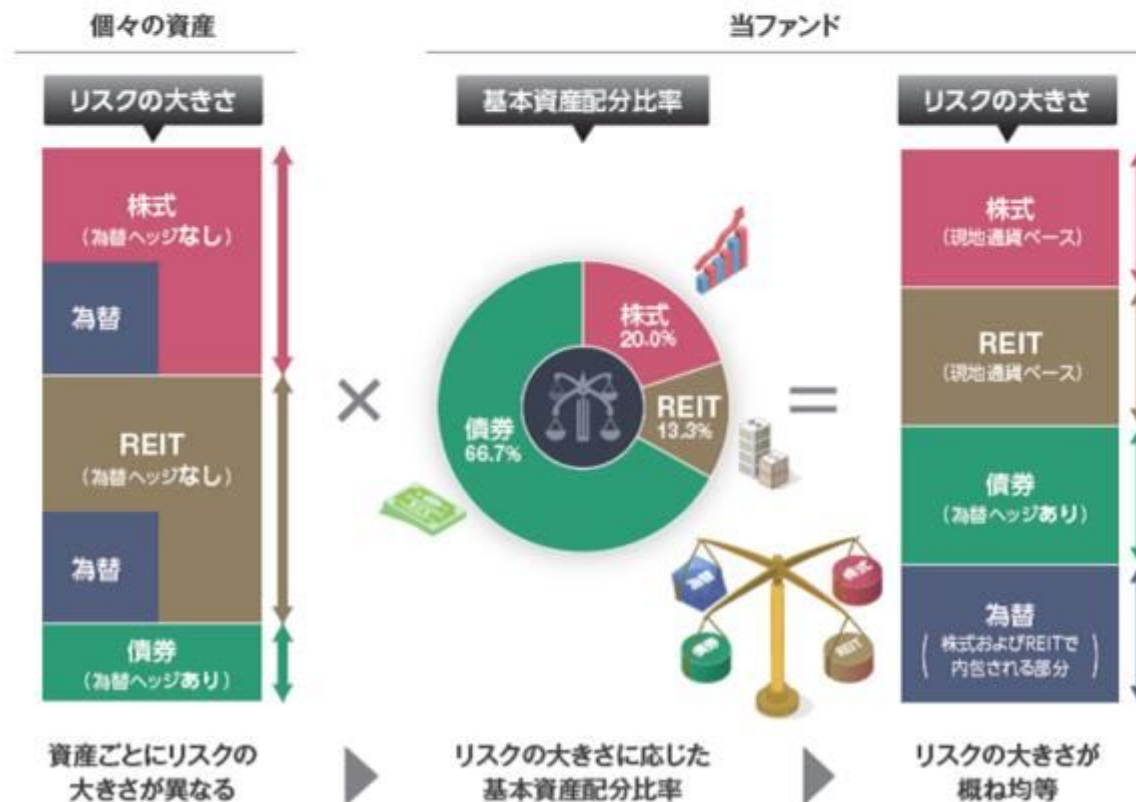 個々の資産
当ファンド
リスクの大きさ
基本資産配分比率
リスクの大きさ
株式
(為替ヘッジなし)
為替
REIT
(為替ヘッジなし)
為替
債券
(為替ヘッジあり)
×
株式
20.0%
REIT
13.3%
債券
66.7%
為替
株式
債券
REIT
=
株式
(現地通貨ベース)
REIT
(現地通貨ベース)
債券
(為替ヘッジあり)
為替
(株式およびREITで
内包される部分)
資産ごとにリスクの
大きさが異なる
リスクの大きさに応じた
基本資産配分比率
リスクの大きさが
概ね均等